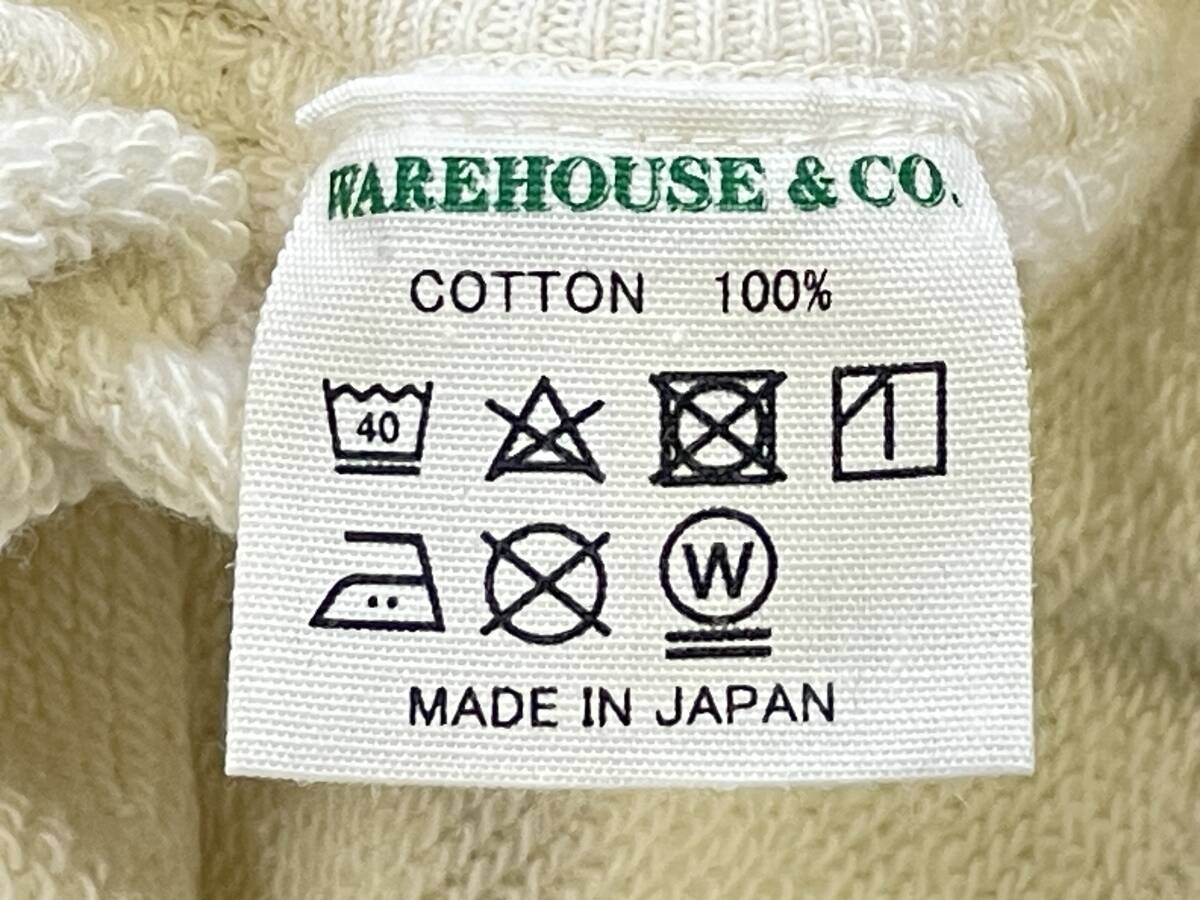 WAREHOUSE & CO.
COTTON 100%
40
W
MADE IN JAPAN